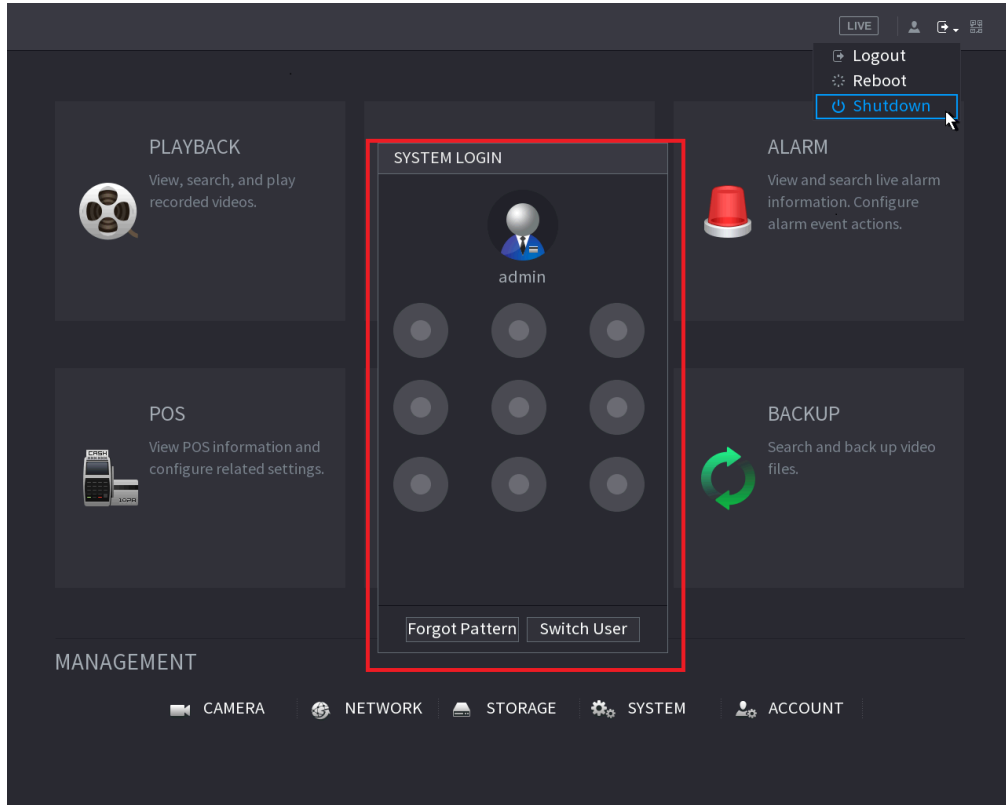 LIVE
Logout
Reboot
Shutdown
PLAYBACK
View, search, and play
recorded videos.
SYSTEM LOGIN
admin
Forgot Pattern
Switch User
ALARM
View and search live alarm
information. Configure
alarm event actions.
POS
View POS information and
configure related settings.
CASH
BACKUP
Search and back up video
files.
MANAGEMENT
CAMERA
NETWORK
STORAGE
SYSTEM
ACCOUNT